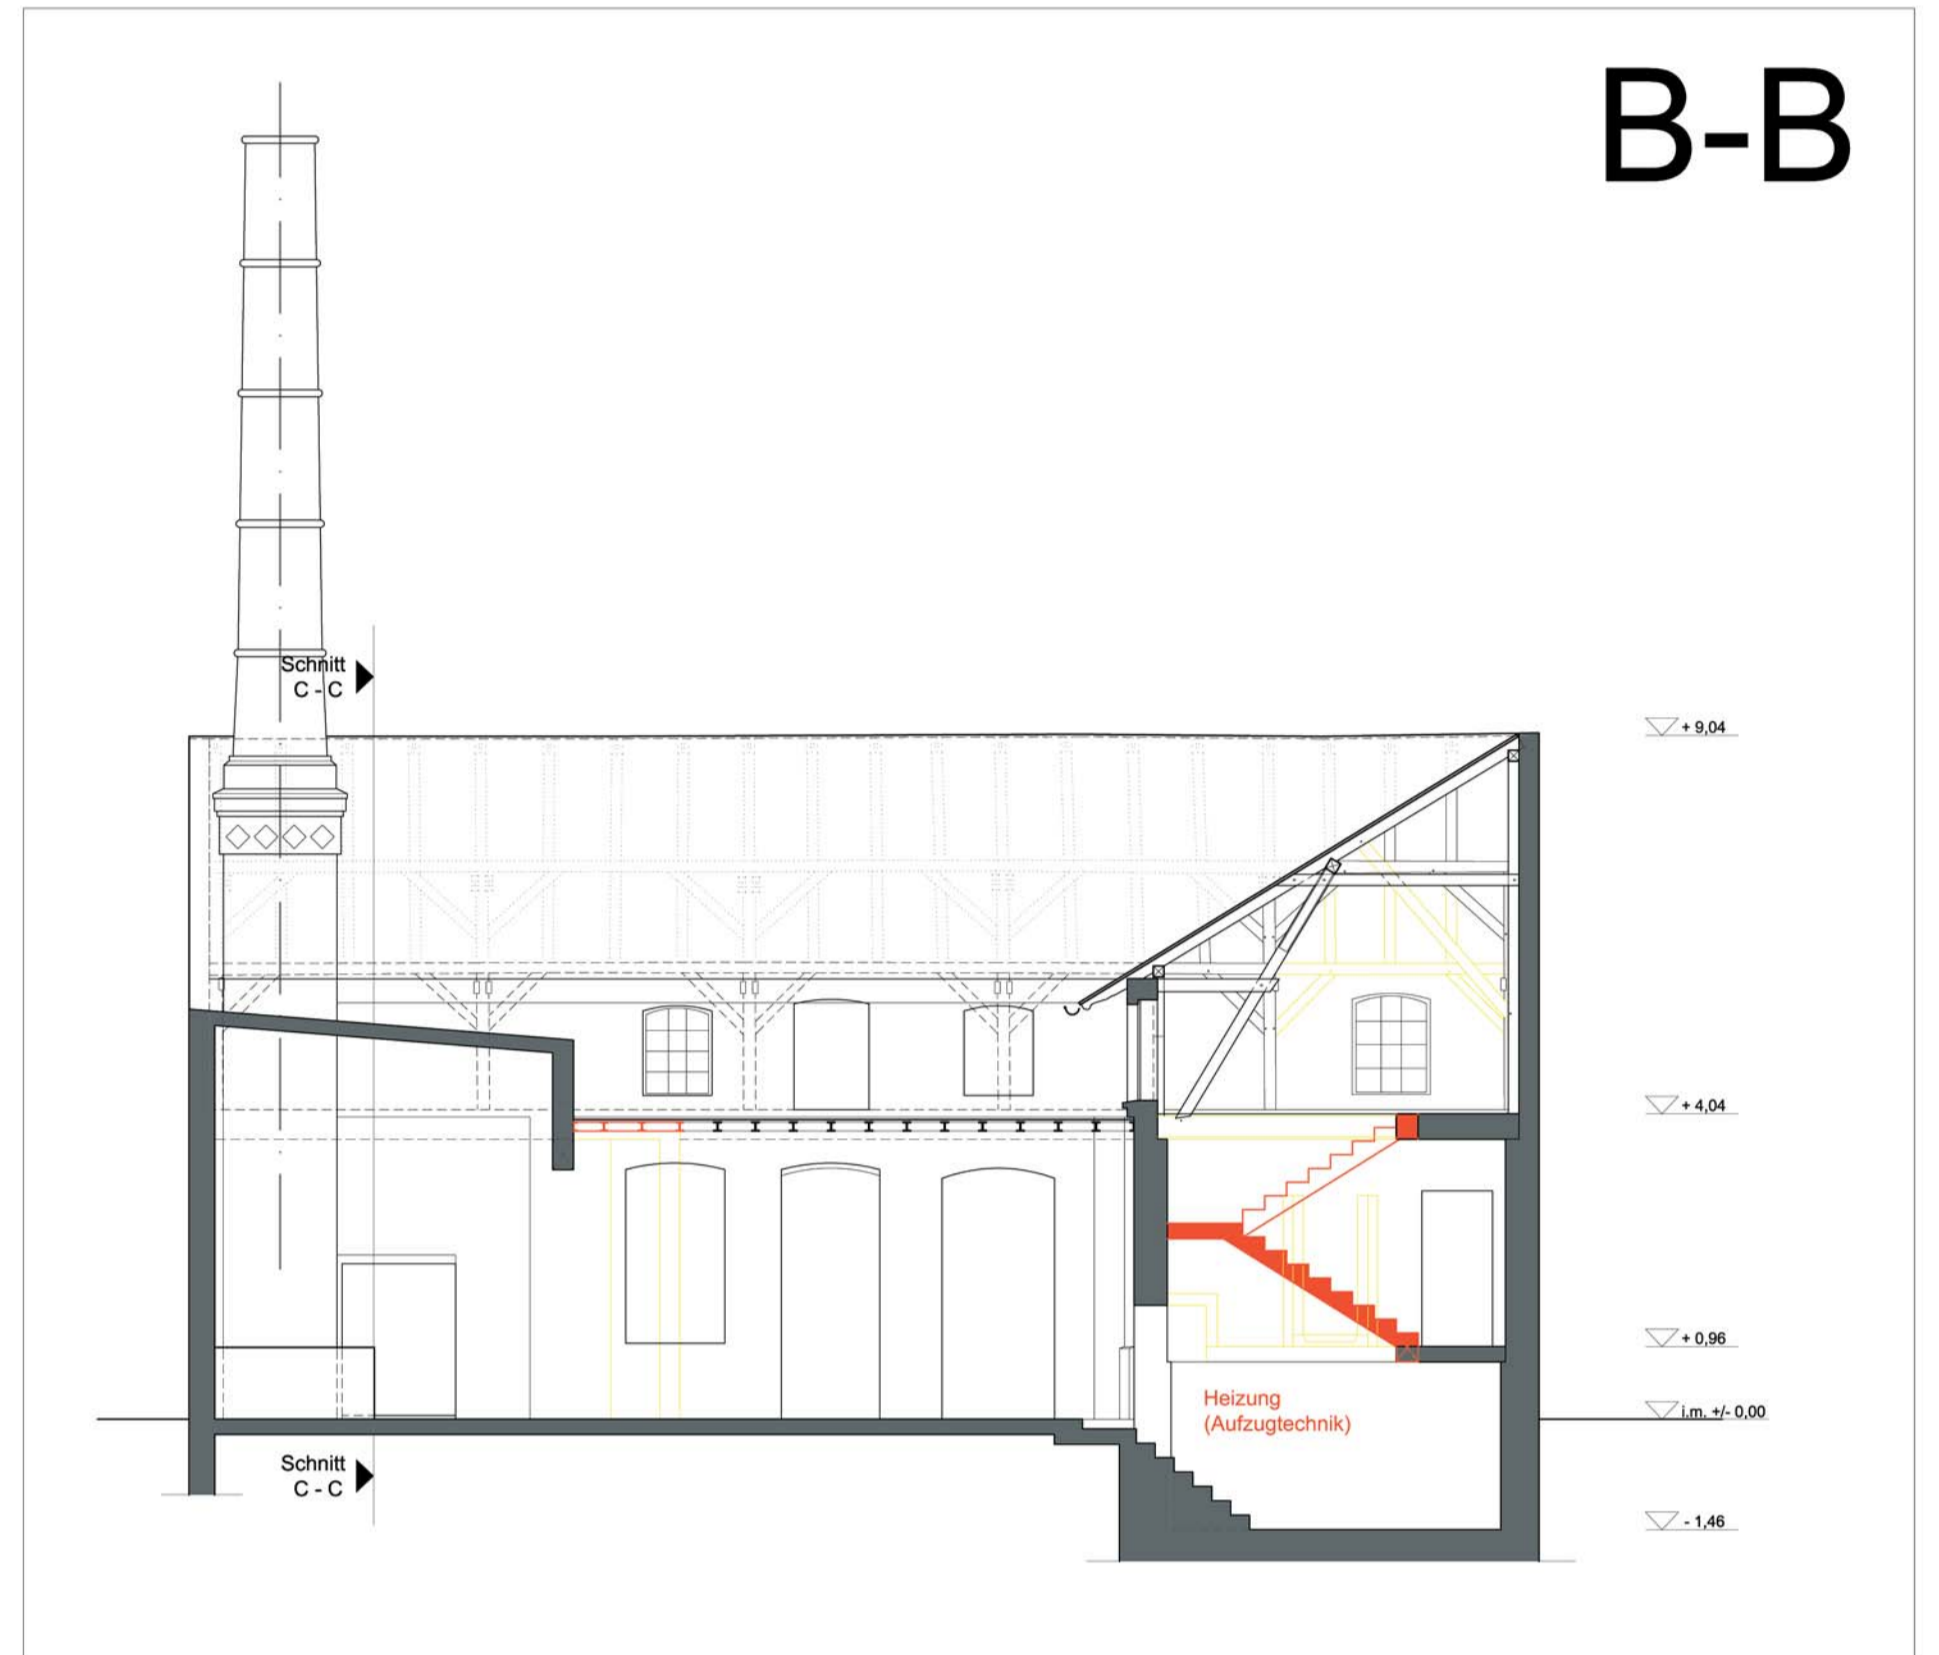 B-B
Schnitt
C - C
+ 9,04
+ 4,04
+ 0,96
Heizung
(Aufzugtechnik)
i.m. +/- 0,00
Schnitt
C - C
- 1,46